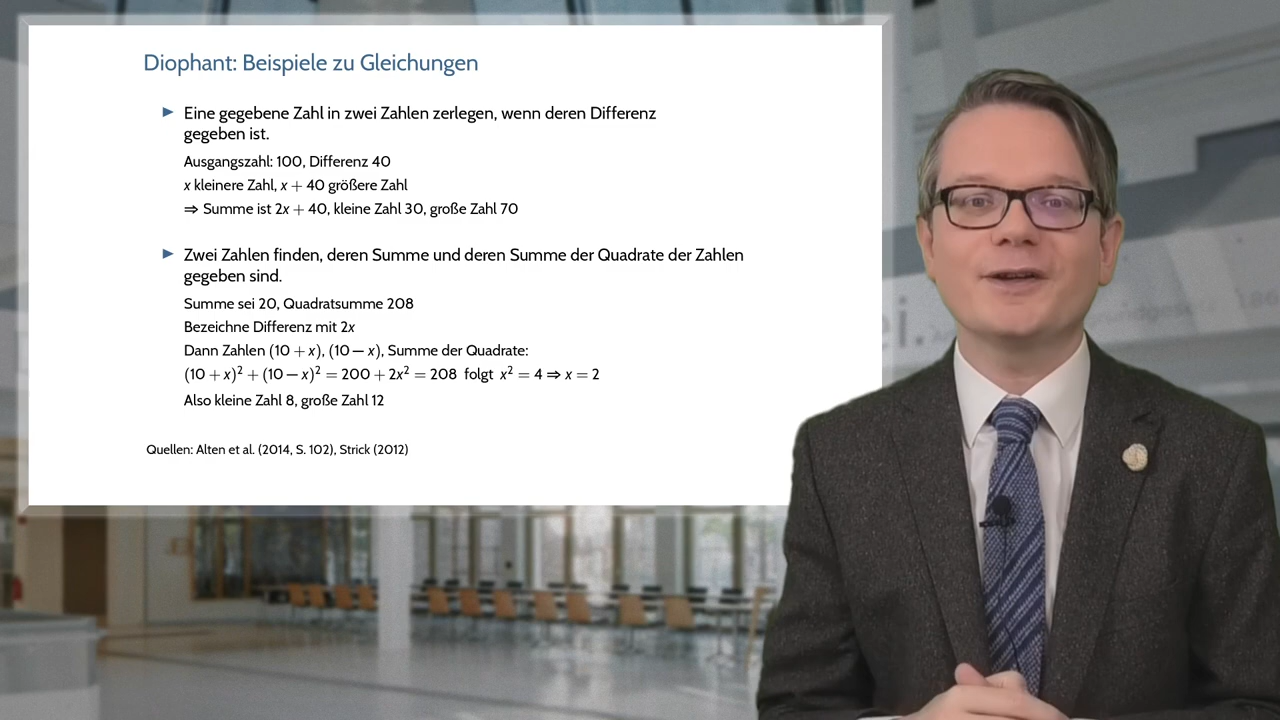 Diophant: Beispiele zu Gleichungen
► Eine gegebene Zahl in zwei Zahlen zerlegen, wenn deren Differenz
gegeben ist.
Ausgangszahl: 100, Differenz 40
x kleinere Zahl, x + 40 größere Zahl
⇒ Summe ist 2x + 40, kleine Zahl 30, große Zahl 70
► Zwei Zahlen finden, deren Summe und deren Summe der Quadrate der Zahlen
gegeben sind.
Summe sei 20, Quadratsumme 208
Bezeichne Differenz mit 2x
Dann Zahlen (10 + x), (10 − x), Summe der Quadrate:
(10 + x)² + (10 − x)² = 200 + 2x² = 208 folgt x² = 4 ⇒ x = 2
Also kleine Zahl 8, große Zahl 12
Quellen: Alten et al. (2014, S. 102), Strick (2012)
ei.